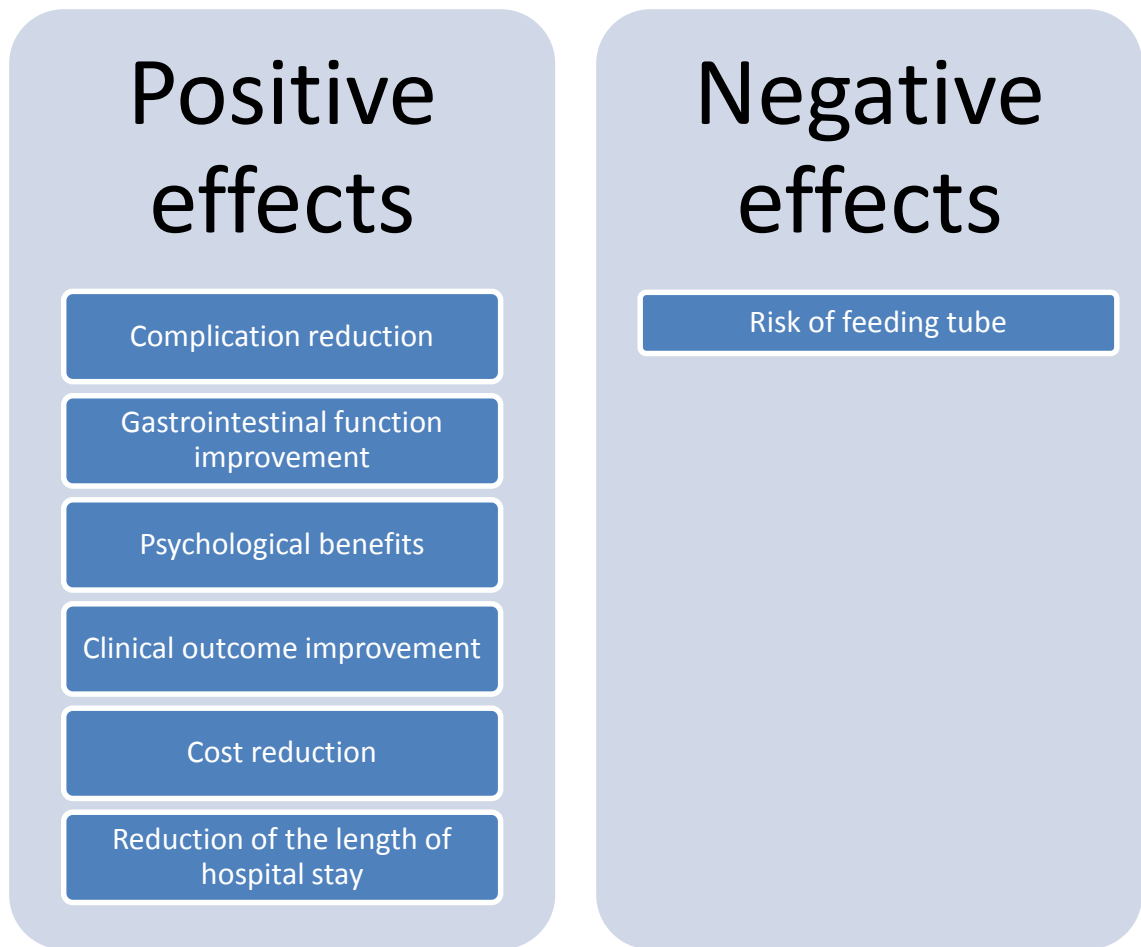 Positive
effects
Complication reduction
Gastrointestinal function
improvement
Psychological benefits
Clinical outcome improvement
Cost reduction
Reduction of the length of
hospital stay
Negative
effects
Risk of feeding tube